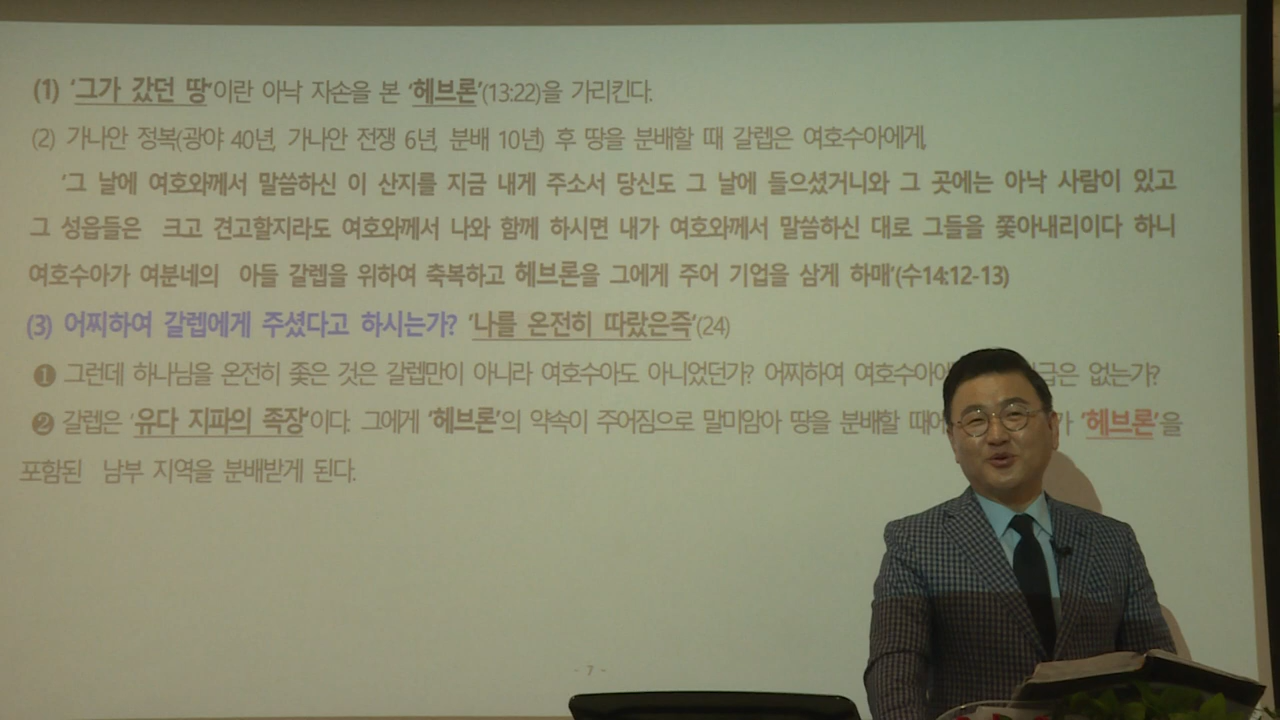 (1) '그가 갔던 땅'이란 아낙 자손을 본 '헤브론'(13:22)을 가리킨다.
(2) 가나안 정복(광야 40년, 가나안 전쟁 6년, 분배 10년) 후 땅을 분배할 때 갈렙은 여호수아에게,
'그 날에 여호와께서 말씀하신 이 산지를 지금 내게 주소서 당신도 그 날에 들으셨거니와 그 곳에는 아낙 사람이 있고
그 성읍들은 크고 견고할지라도 여호와께서 나와 함께 하시면 내가 여호와께서 말씀하신 대로 그들을 쫓아내리이다 하니
여호수아가 여분네의 아들 갈렙을 위하여 축복하고 헤브론을 그에게 주어 기업을 삼게 하매'(수14:12-13)
(3) 어찌하여 갈렙에게 주셨다고 하시는가? '나를 온전히 따랐은즉'(24)
❶ 그런데 하나님을 온전히 좇은 것은 갈렙만이 아니라 여호수아도 아니었던가? 어찌하여 없는가?
❷ 갈렙은 '유다 지파의 족장'이다. 그에게 '헤브론'의 약속이 주어짐으로 말미암아 땅을 분배할 '헤브론'을
포함된 남부 지역을 분배받게 된다.
- 7 -